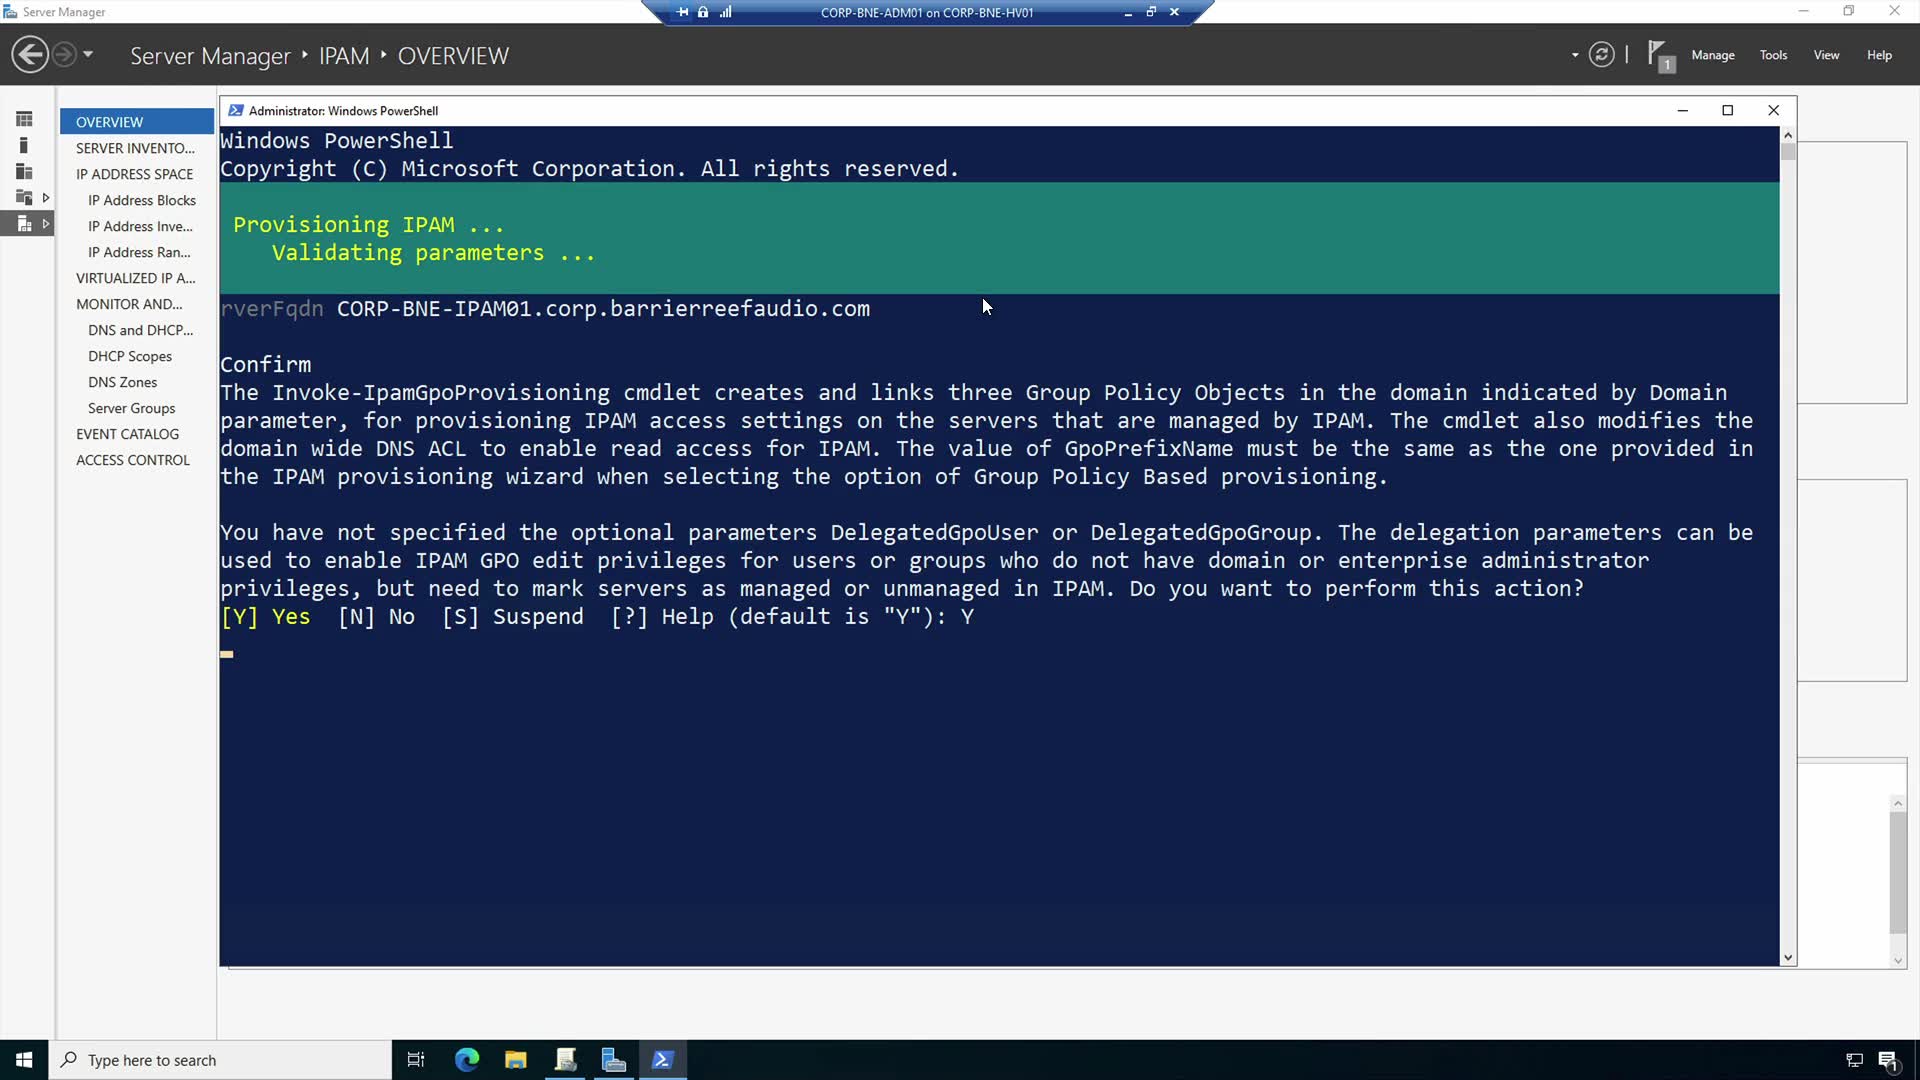 Server Manager
CORP-BNE-ADM01 on CORP-BNE-HV01
Server Manager ‣ IPAM ‣ OVERVIEW
1
Manage
Tools
View
Help
OVERVIEW
SERVER INVENTO...
IP ADDRESS SPACE
IP Address Blocks
IP Address Inve...
IP Address Ran...
VIRTUALIZED IP A...
MONITOR AND...
DNS and DHCP...
DHCP Scopes
DNS Zones
Server Groups
EVENT CATALOG
ACCESS CONTROL
Administrator: Windows PowerShell
Windows PowerShell
Copyright (C) Microsoft Corporation. All rights reserved.
Provisioning IPAM ...
Validating parameters ...
rverFqdn CORP-BNE-IPAM01.corp.barrierreefaudio.com
Confirm
The Invoke-IpamGpoProvisioning cmdlet creates and links three Group Policy Objects in the domain indicated by Domain
parameter, for provisioning IPAM access settings on the servers that are managed by IPAM. The cmdlet also modifies the
domain wide DNS ACL to enable read access for IPAM. The value of GpoPrefixName must be the same as the one provided in
the IPAM provisioning wizard when selecting the option of Group Policy Based provisioning.
You have not specified the optional parameters DelegatedGpoUser or DelegatedGpoGroup. The delegation parameters can be
used to enable IPAM GPO edit privileges for users or groups who do not have domain or enterprise administrator
privileges, but need to mark servers as managed or unmanaged in IPAM. Do you want to perform this action?
[Y] Yes  [N] No  [S] Suspend  [?] Help (default is "Y"): Y
Type here to search
1